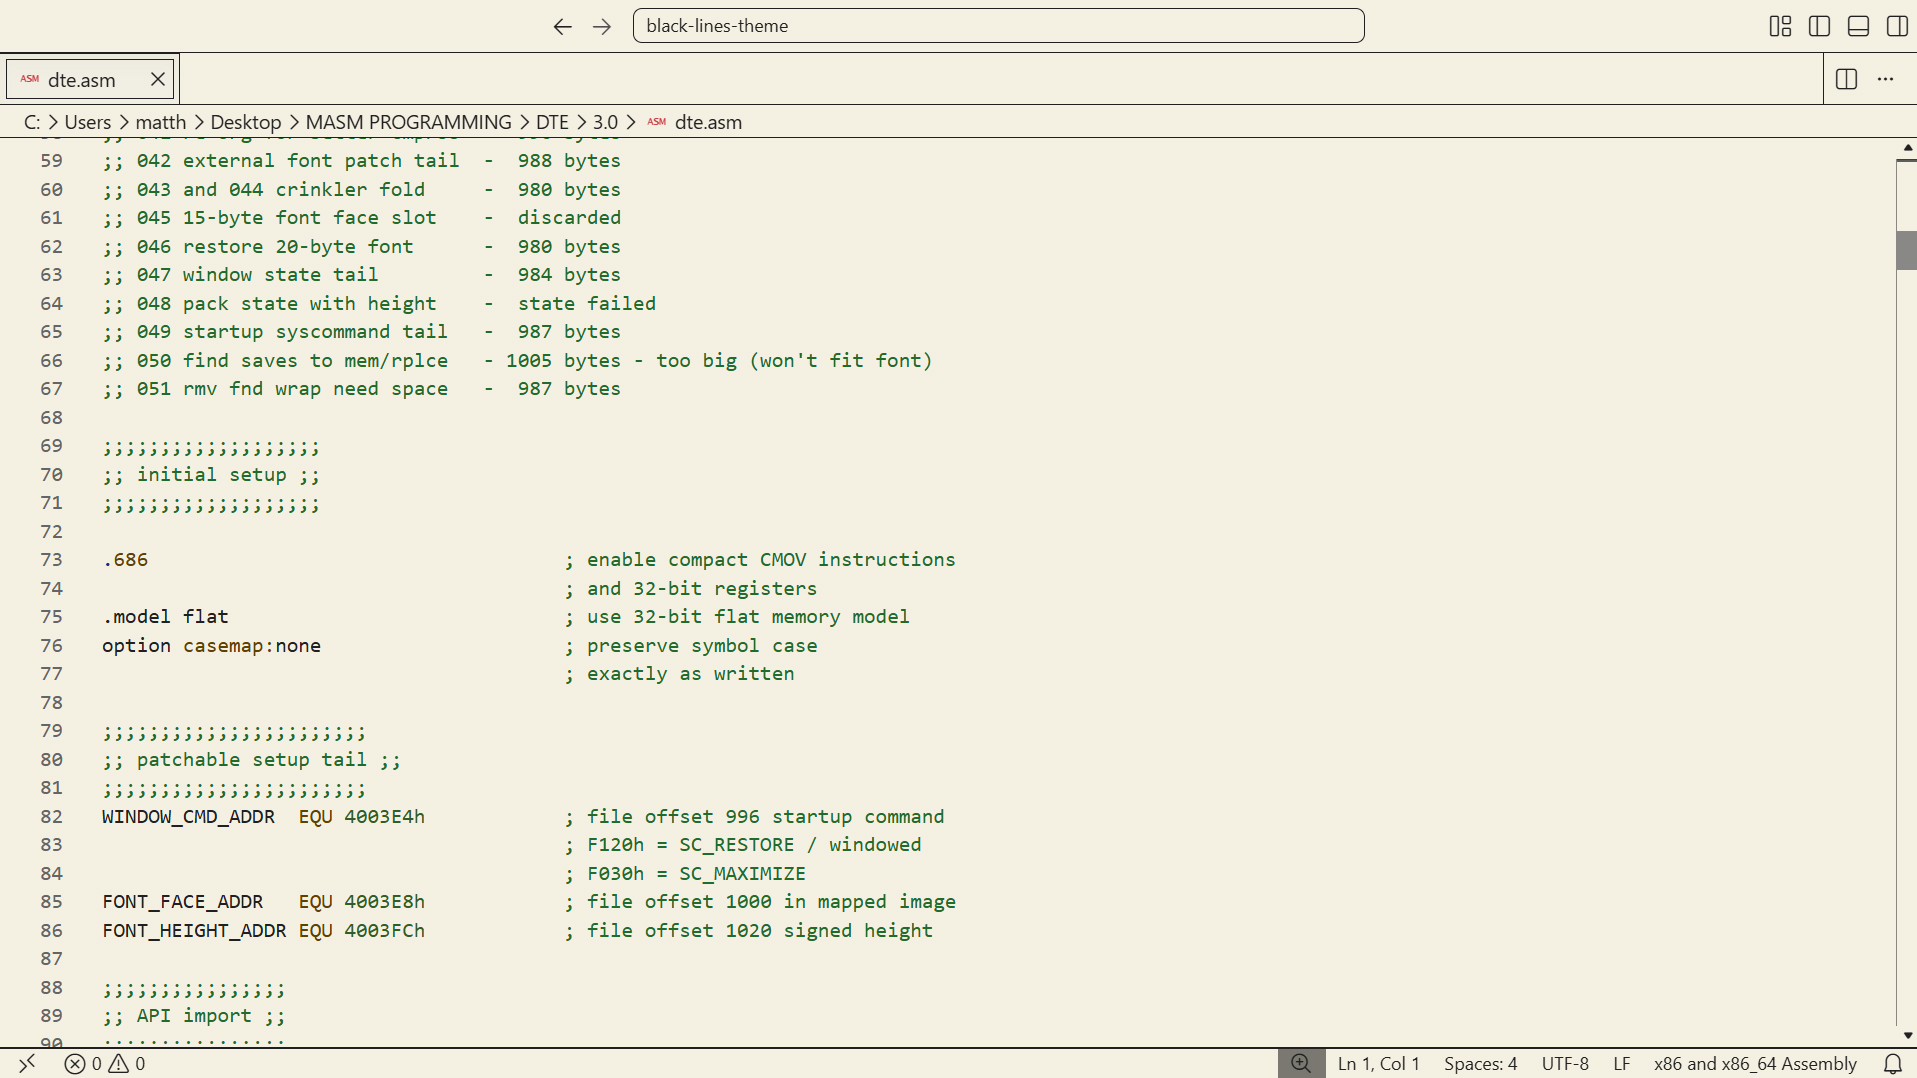 black-lines-theme
ASM dte.asm
C: > Users > matth > Desktop > MASM PROGRAMMING > DTE > 3.0 > ASM dte.asm
59 ;; 042 external font patch tail - 988 bytes
60 ;; 043 and 044 crinkler fold - 980 bytes
61 ;; 045 15-byte font face slot - discarded
62 ;; 046 restore 20-byte font - 980 bytes
63 ;; 047 window state tail - 984 bytes
64 ;; 048 pack state with height - state failed
65 ;; 049 startup syscommand tail - 987 bytes
66 ;; 050 find saves to mem/rplce - 1005 bytes - too big (won't fit font)
67 ;; 051 rmv fnd wrap need space - 987 bytes
68
69 ;;;;;;;;;;;;;;;;;;;
70 ;; initial setup ;;
71 ;;;;;;;;;;;;;;;;;;;
72
73 .686 ; enable compact CMOV instructions
74 ; and 32-bit registers
75 .model flat ; use 32-bit flat memory model
76 option casemap:none ; preserve symbol case
77 ; exactly as written
78
79 ;;;;;;;;;;;;;;;;;;;;;;;
80 ;; patchable setup tail ;;
81 ;;;;;;;;;;;;;;;;;;;;;;;
82 WINDOW_CMD_ADDR EQU 4003E4h ; file offset 996 startup command
83 ; F120h = SC_RESTORE / windowed
84 ; F030h = SC_MAXIMIZE
85 FONT_FACE_ADDR EQU 4003E8h ; file offset 1000 in mapped image
86 FONT_HEIGHT_ADDR EQU 4003FCh ; file offset 1020 signed height
87
88 ;;;;;;;;;;;;;;;;
89 ;; API import ;;
90 ;;;;;;;;;;;;;;;;
0 0 Ln 1, Col 1 Spaces: 4 UTF-8 LF x86 and x86_64 Assembly